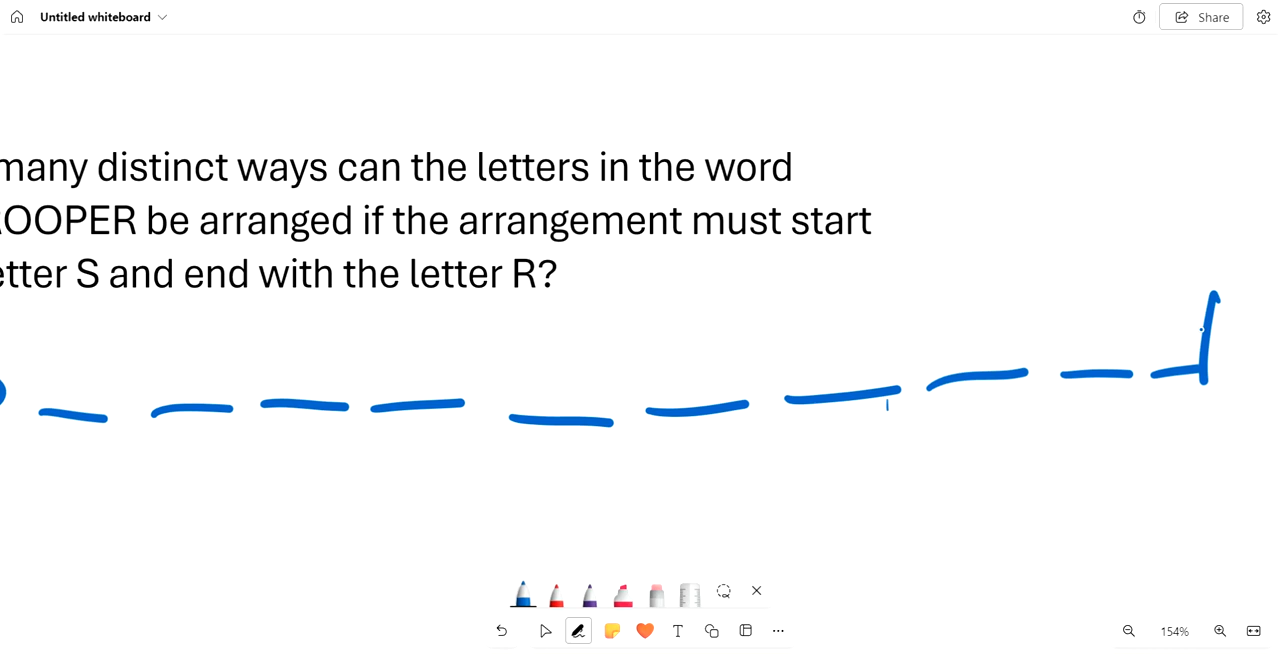 Untitled whiteboard
Share
many distinct ways can the letters in the word
ROOPER be arranged if the arrangement must start
etter S and end with the letter R?
154%